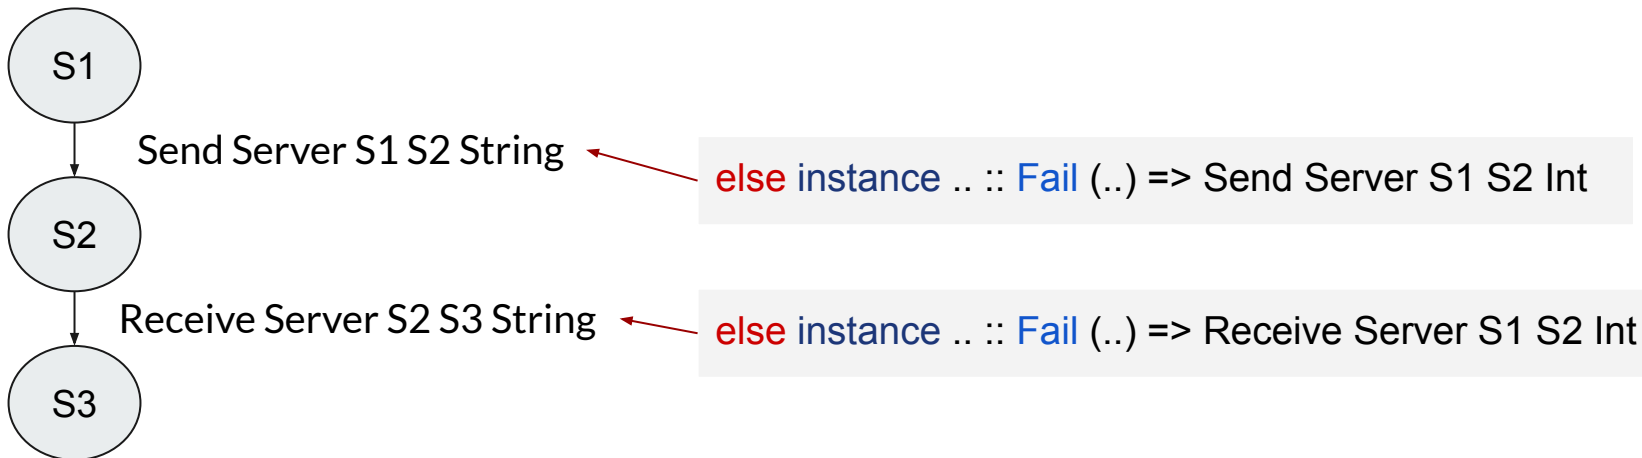 S1
Send Server S1 S2 String
else instance .. :: Fail (..) => Send Server S1 S2 Int
S2
Receive Server S2 S3 String
else instance .. :: Fail (..) => Receive Server S1 S2 Int
S3